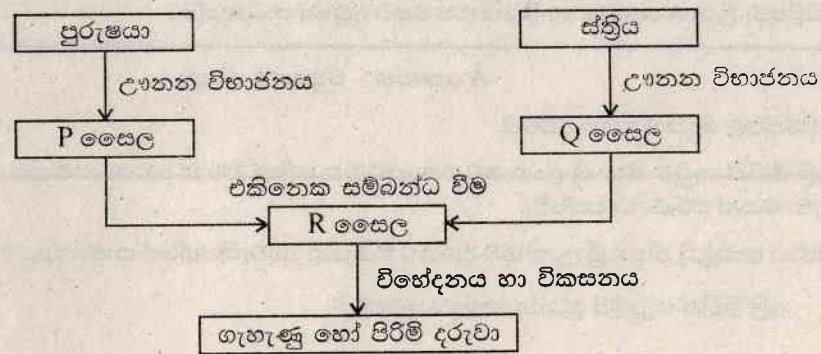 පුරුෂයා
ස්ත්‍රිය
ඌනන විභාජනය
ඌනන විභාජනය
P සෛල
Q සෛල
එකිනෙක සම්බන්ධ වීම
R සෛල
විභේදනය හා විකසනය
ගැහැණු හෝ පිරිමි දරුවා